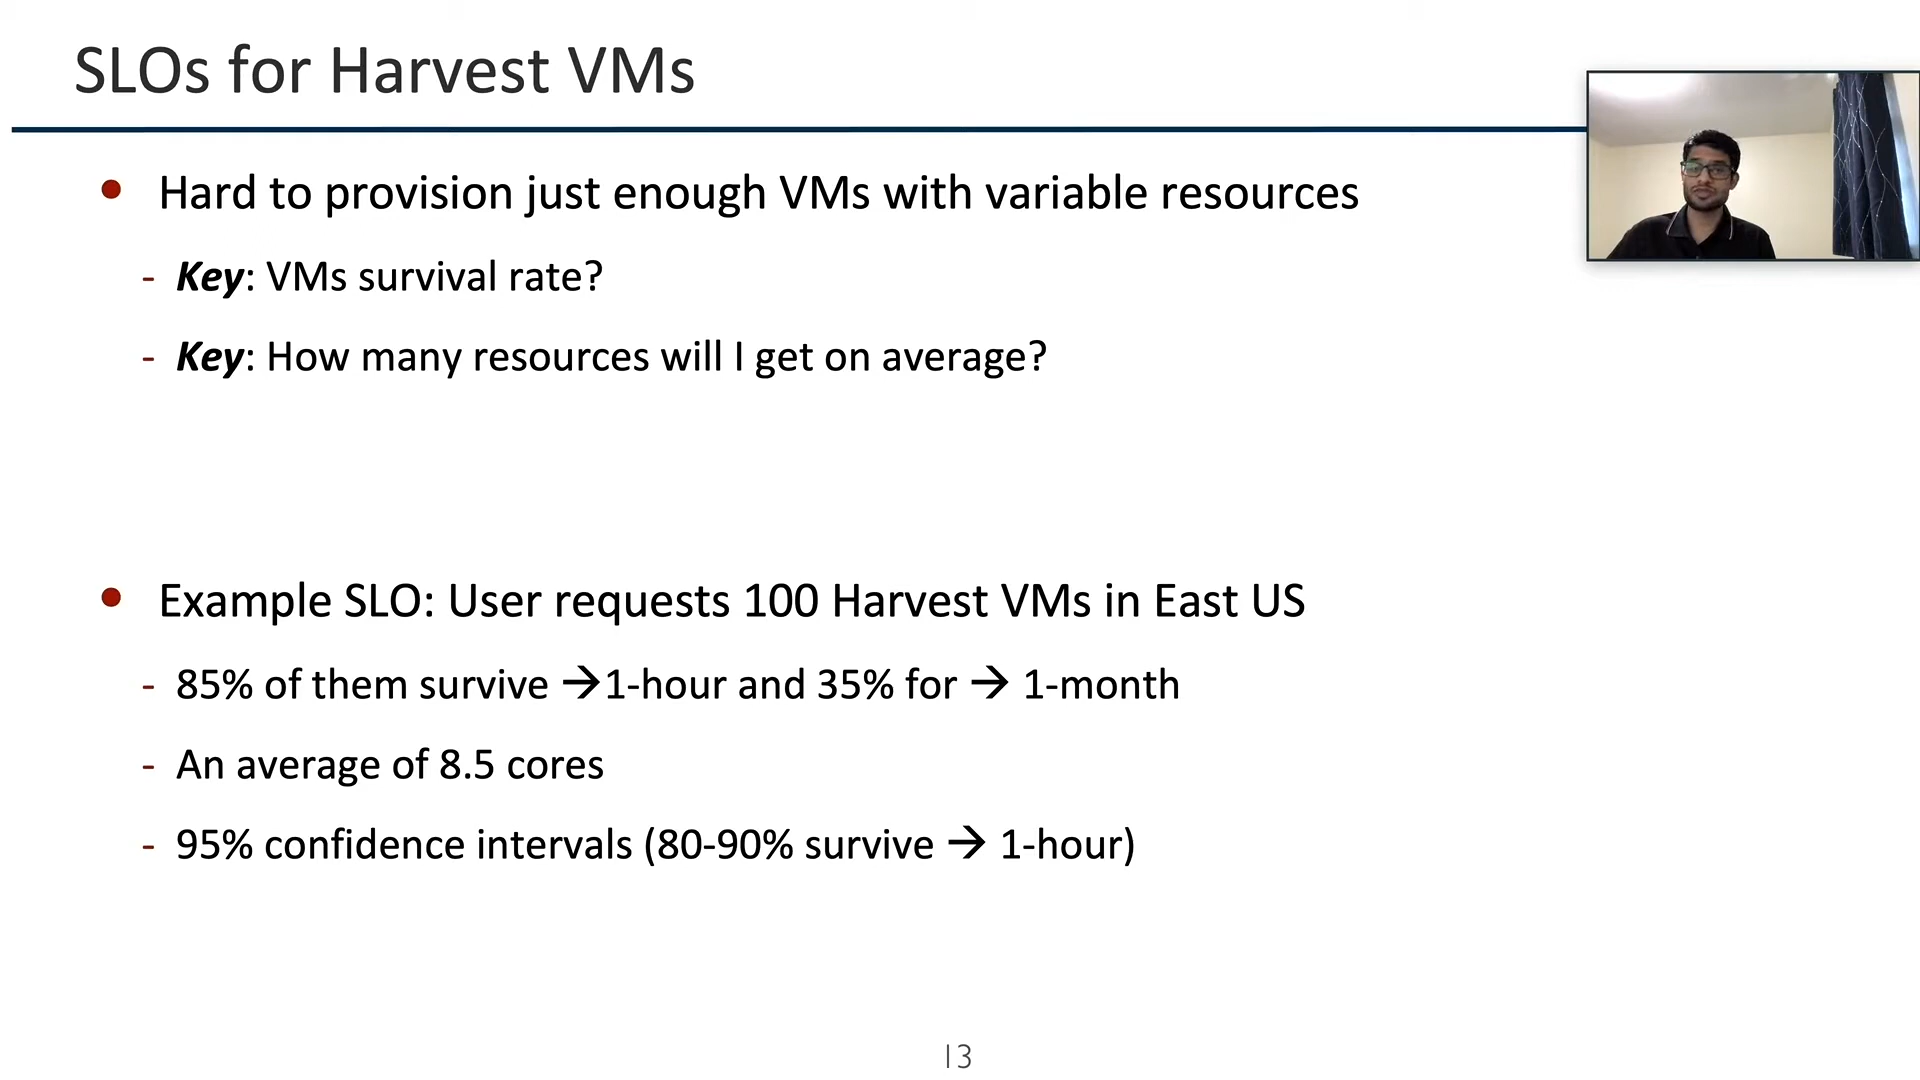 SLOs for Harvest VMs
• Hard to provision just enough VMs with variable resources
- Key: VMs survival rate?
- Key: How many resources will I get on average?
• Example SLO: User requests 100 Harvest VMs in East US
- 85% of them survive →1-hour and 35% for → 1-month
- An average of 8.5 cores
- 95% confidence intervals (80-90% survive → 1-hour)
13